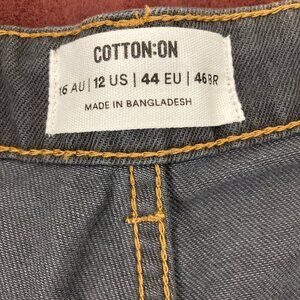 COTTON:ON
16 AU | 12 US | 44 EU | 46BR
MADE IN BANGLADESH